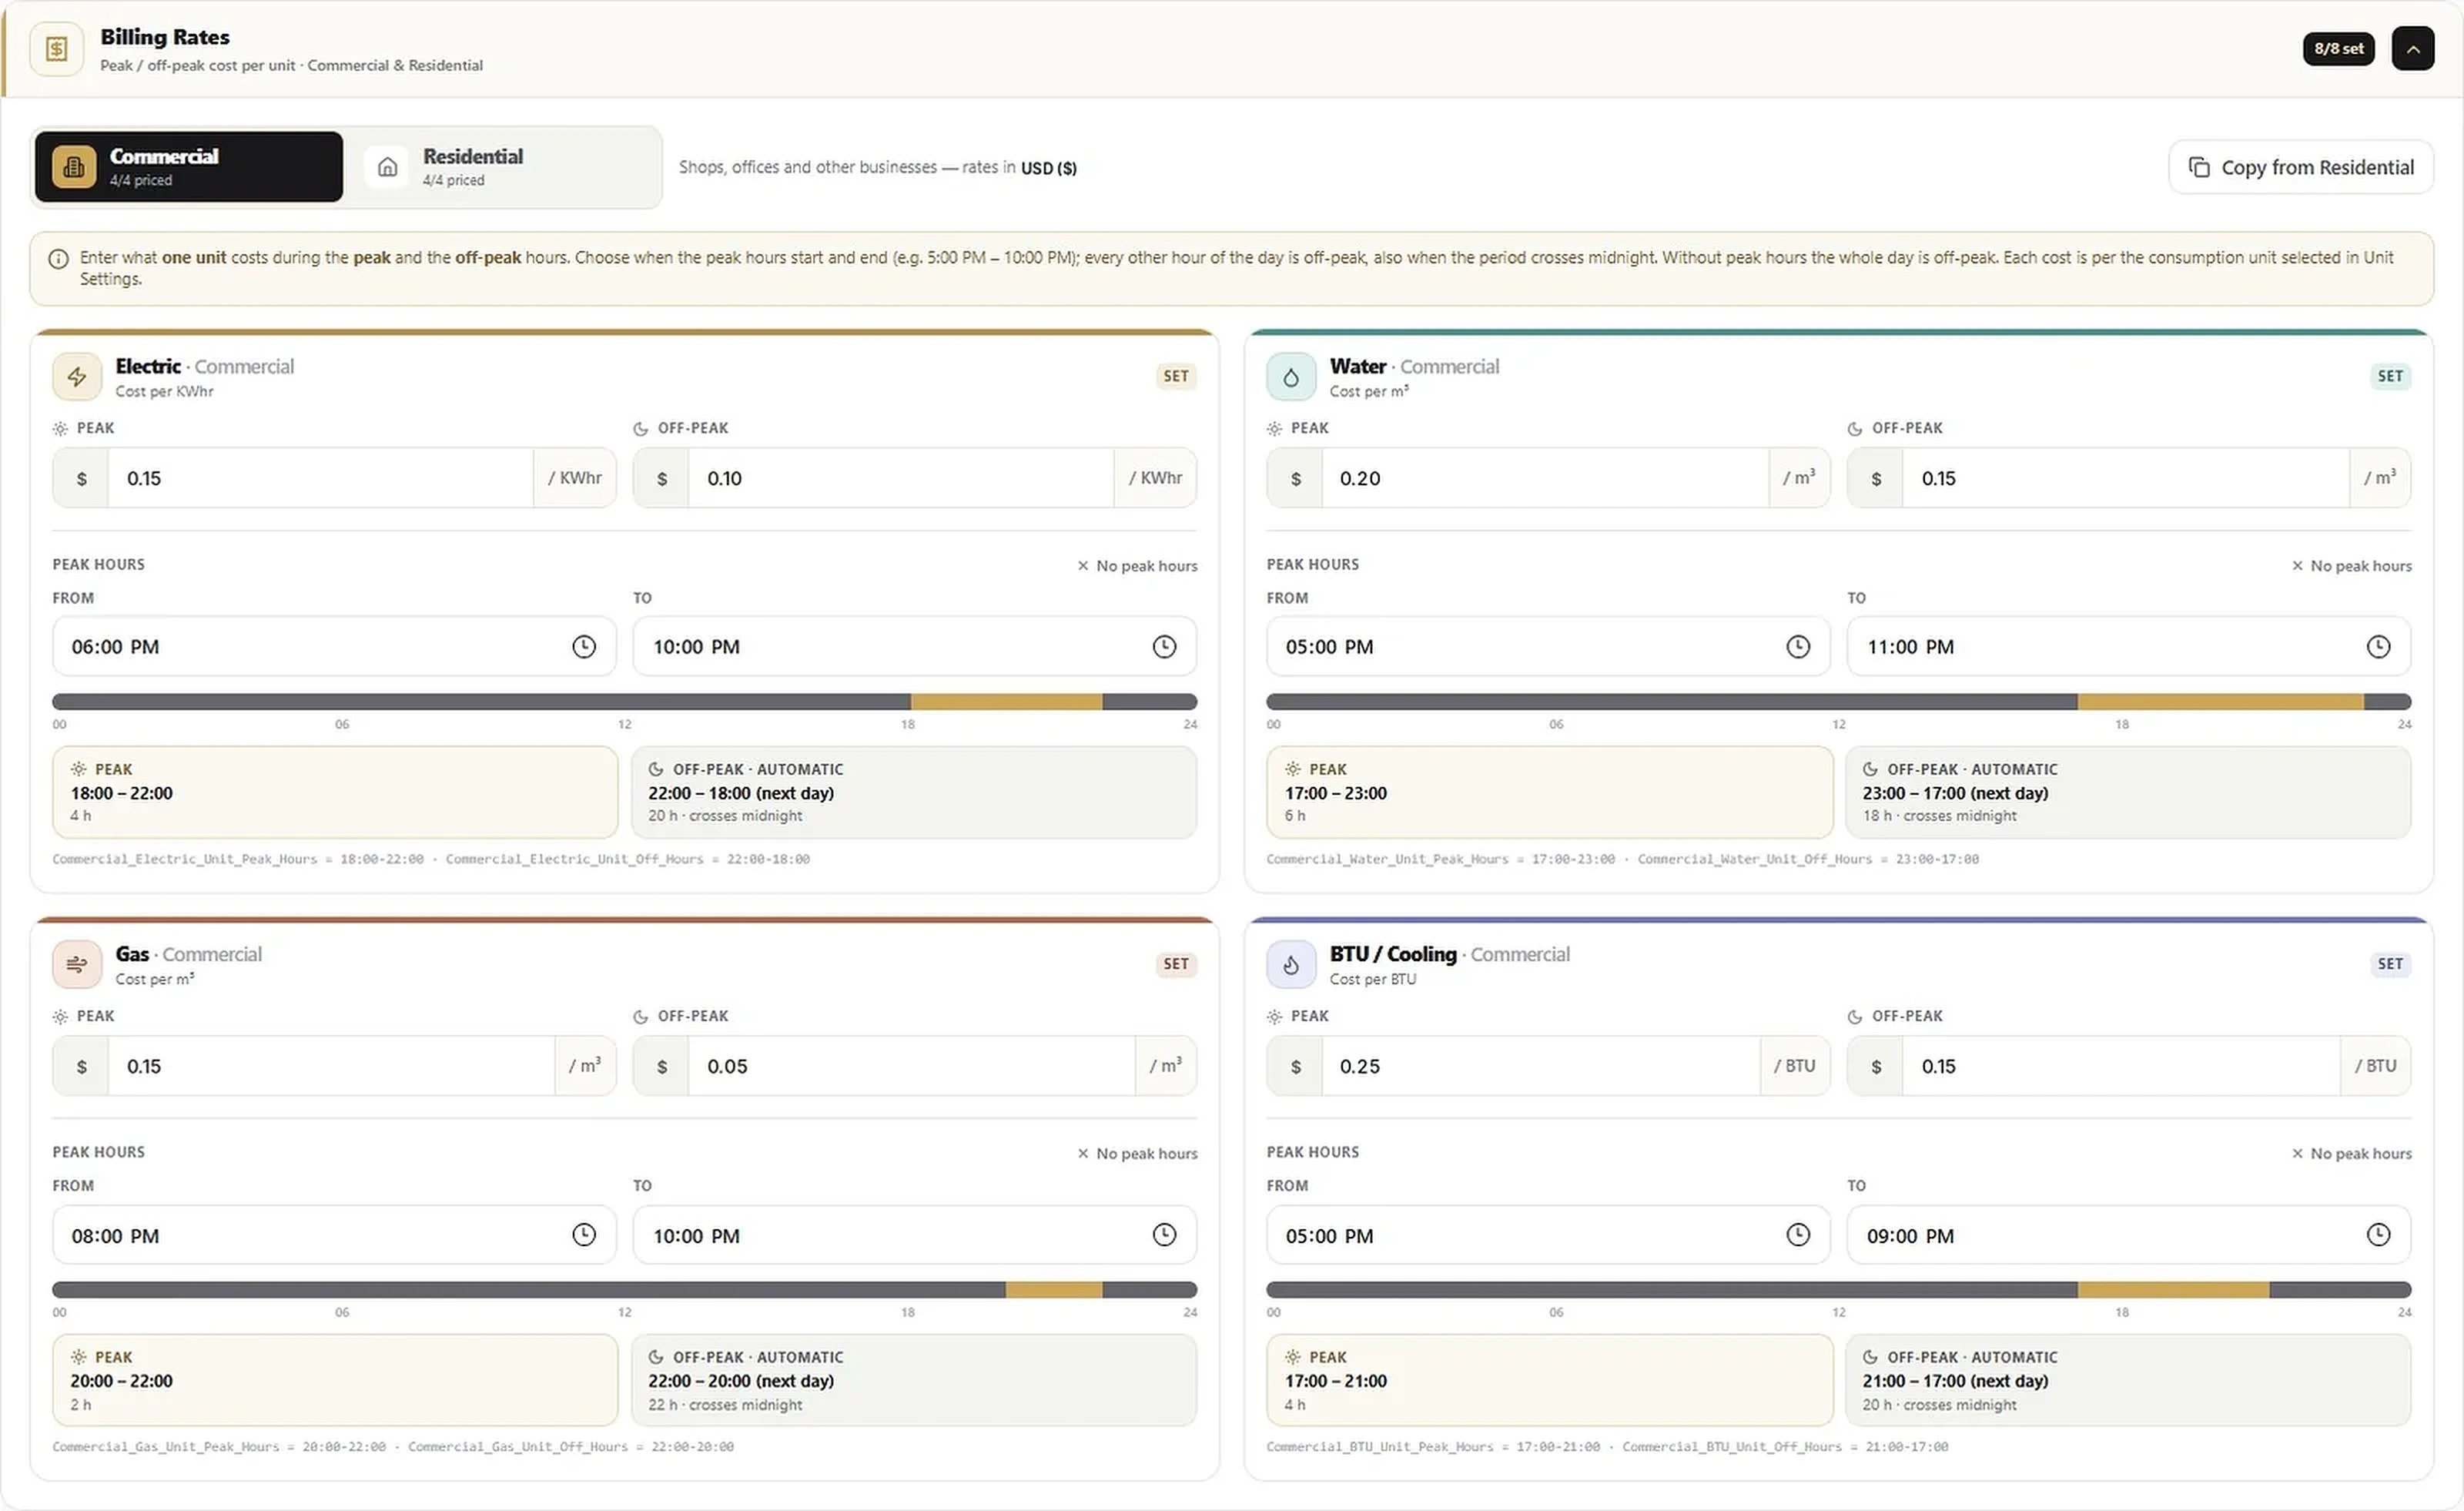 Billing Rates
Peak / off-peak cost per unit · Commercial & Residential
8/8 set
Commercial
4/4 priced
Residential
4/4 priced
Shops, offices and other businesses — rates in USD ($)
Copy from Residential
Enter what one unit costs during the peak and the off-peak hours. Choose when the peak hours start and end (e.g. 5:00 PM – 10:00 PM); every other hour of the day is off-peak, also when the period crosses midnight. Without peak hours the whole day is off-peak. Each cost is per the consumption unit selected in Unit
Settings.
Electric · Commercial
Cost per KWhr
SET
PEAK
OFF-PEAK
$ 0.15 / KWhr
$ 0.10 / KWhr
PEAK HOURS
× No peak hours
FROM
TO
06:00 PM
10:00 PM
00 06 12 18 24
PEAK
18:00 – 22:00
4 h
OFF-PEAK · AUTOMATIC
22:00 – 18:00 (next day)
20 h · crosses midnight
Commercial_Electric_Unit_Peak_Hours = 18:00-22:00 · Commercial_Electric_Unit_Off_Hours = 22:00-18:00
Water · Commercial
Cost per m³
SET
PEAK
OFF-PEAK
$ 0.20 / m³
$ 0.15 / m³
PEAK HOURS
× No peak hours
FROM
TO
05:00 PM
11:00 PM
00 06 12 18 24
PEAK
17:00 – 23:00
6 h
OFF-PEAK · AUTOMATIC
23:00 – 17:00 (next day)
18 h · crosses midnight
Commercial_Water_Unit_Peak_Hours = 17:00-23:00 · Commercial_Water_Unit_Off_Hours = 23:00-17:00
Gas · Commercial
Cost per m³
SET
PEAK
OFF-PEAK
$ 0.15 / m³
$ 0.05 / m³
PEAK HOURS
× No peak hours
FROM
TO
08:00 PM
10:00 PM
00 06 12 18 24
PEAK
20:00 – 22:00
2 h
OFF-PEAK · AUTOMATIC
22:00 – 20:00 (next day)
22 h · crosses midnight
Commercial_Gas_Unit_Peak_Hours = 20:00-22:00 · Commercial_Gas_Unit_Off_Hours = 22:00-20:00
BTU / Cooling · Commercial
Cost per BTU
SET
PEAK
OFF-PEAK
$ 0.25 / BTU
$ 0.15 / BTU
PEAK HOURS
× No peak hours
FROM
TO
05:00 PM
09:00 PM
00 06 12 18 24
PEAK
17:00 – 21:00
4 h
OFF-PEAK · AUTOMATIC
21:00 – 17:00 (next day)
20 h · crosses midnight
Commercial_BTU_Unit_Peak_Hours = 17:00-21:00 · Commercial_BTU_Unit_Off_Hours = 21:00-17:00